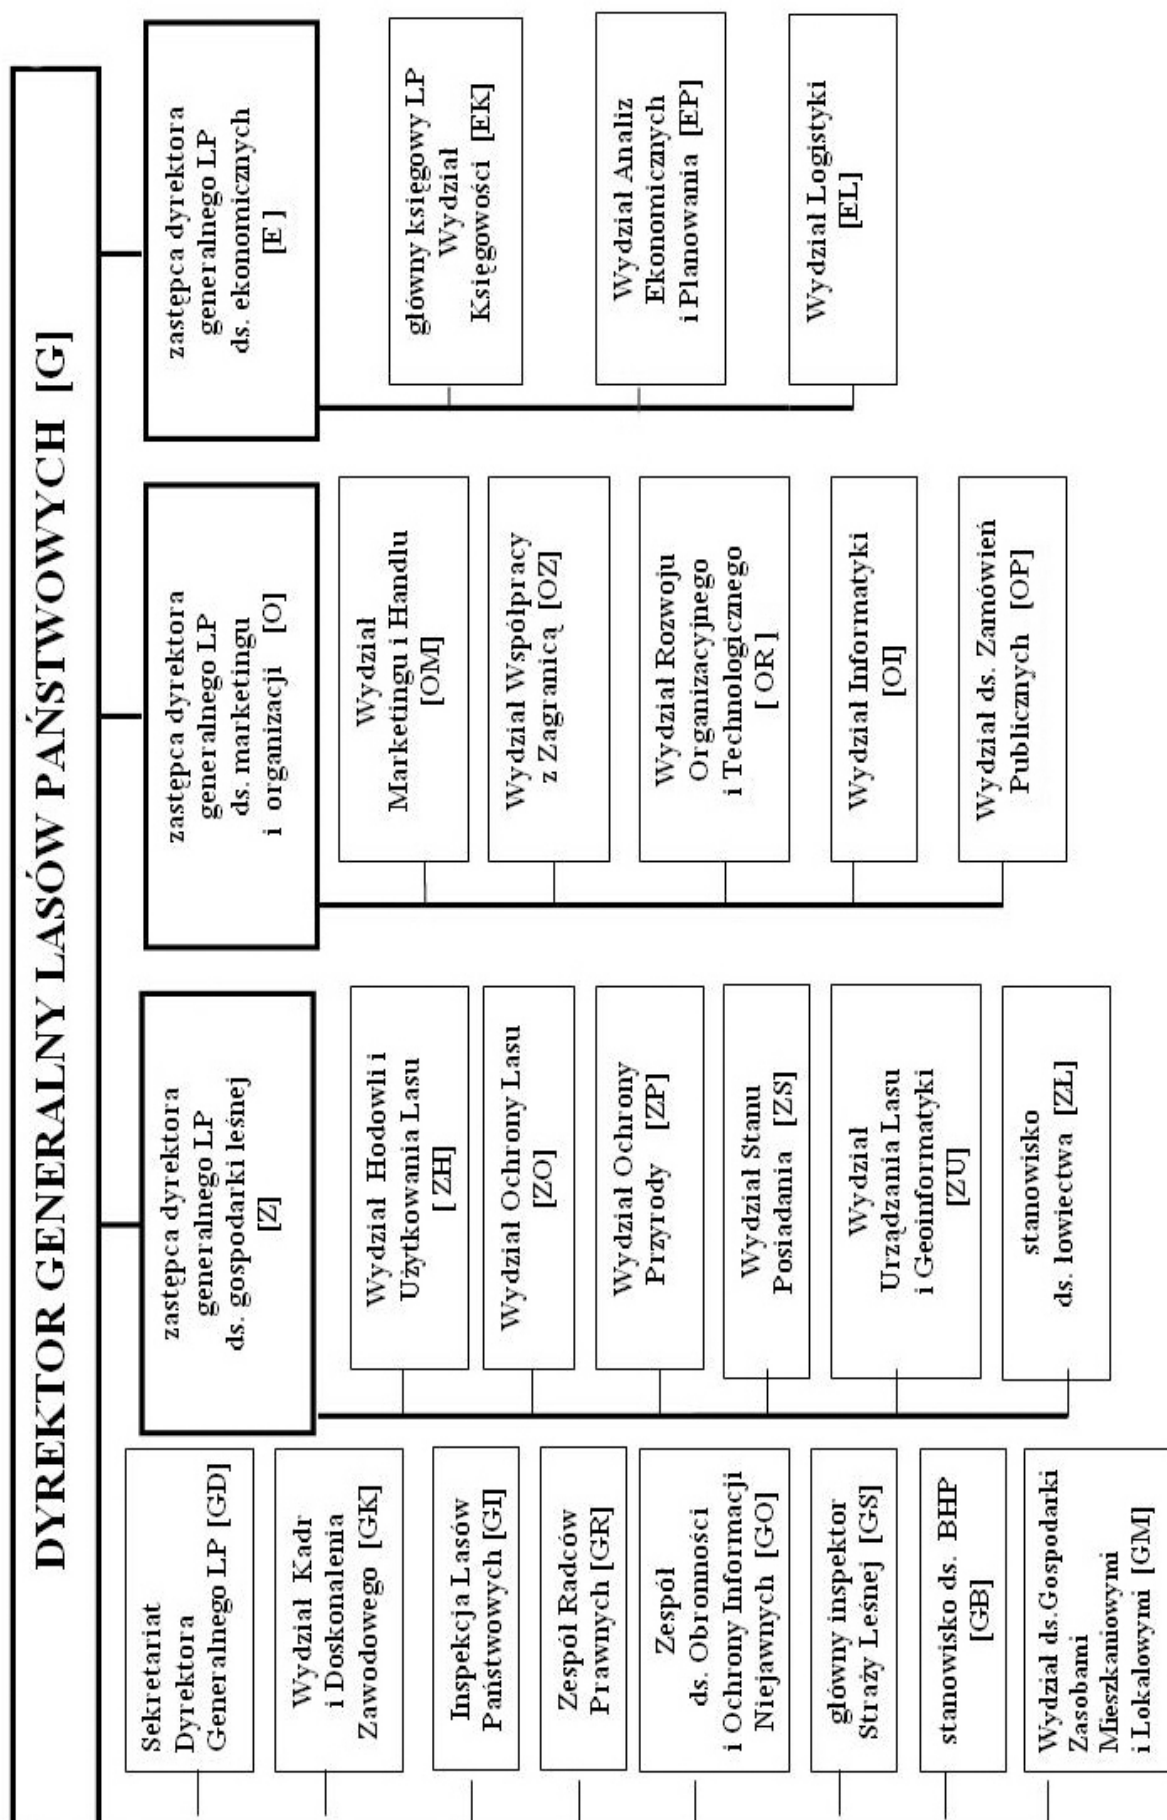 DYREKTOR GENERALNY LASÓW PAŃSTWOWYCH [G]
Sekretariat
Dyrektora
Generalnego LP [GD]
Wydział Kadr
i Doskonalenia
Zawodowego [GK]
Inspekcja Lasów
Państwowych [GI]
Zespół Radców
Prawnych [GR]
Zespół
ds. Obronności
i Ochrony Informacji
Niejawnych [GO]
główny inspektor
Straży Leśnej [GS]
stanowisko ds. BHP
[GB]
Wydział ds.Gospodarki
Zasobami
Mieszkaniowymi
i Lokalowymi [GM]
zastępca dyrektora
generalnego LP
ds. gospodarki leśnej
[Z]
Wydział Hodowli i
Użytkowania Lasu
[ ZH]
Wydział Ochrony Lasu
[ZO]
Wydział Ochrony
Przyrody [ZP]
Wydział Stanu
Posiadania [ZS]
Wydział
Urządzania Lasu
i Geoinformatyki
[ZU]
stanowisko
ds. łowiectwa [ZŁ]
zastępca dyrektora
generalnego LP
ds. marketingu
i organizacji [O]
Wydział
Marketingu i Handlu
[OM]
Wydział Współpracy
z Zagranicą [OZ]
Wydział Rozwoju
Organizacyjnego
i Technologicznego
[ OR]
Wydział Informatyki
[OI]
Wydział ds. Zamówień
Publicznych [OP]
zastępca dyrektora
generalnego LP
ds. ekonomicznych
[E ]
główny księgowy LP
Wydział
Księgowości [EK]
Wydział Analiz
Ekonomicznych
i Planowania [EP]
Wydział Logistyki
[EL]